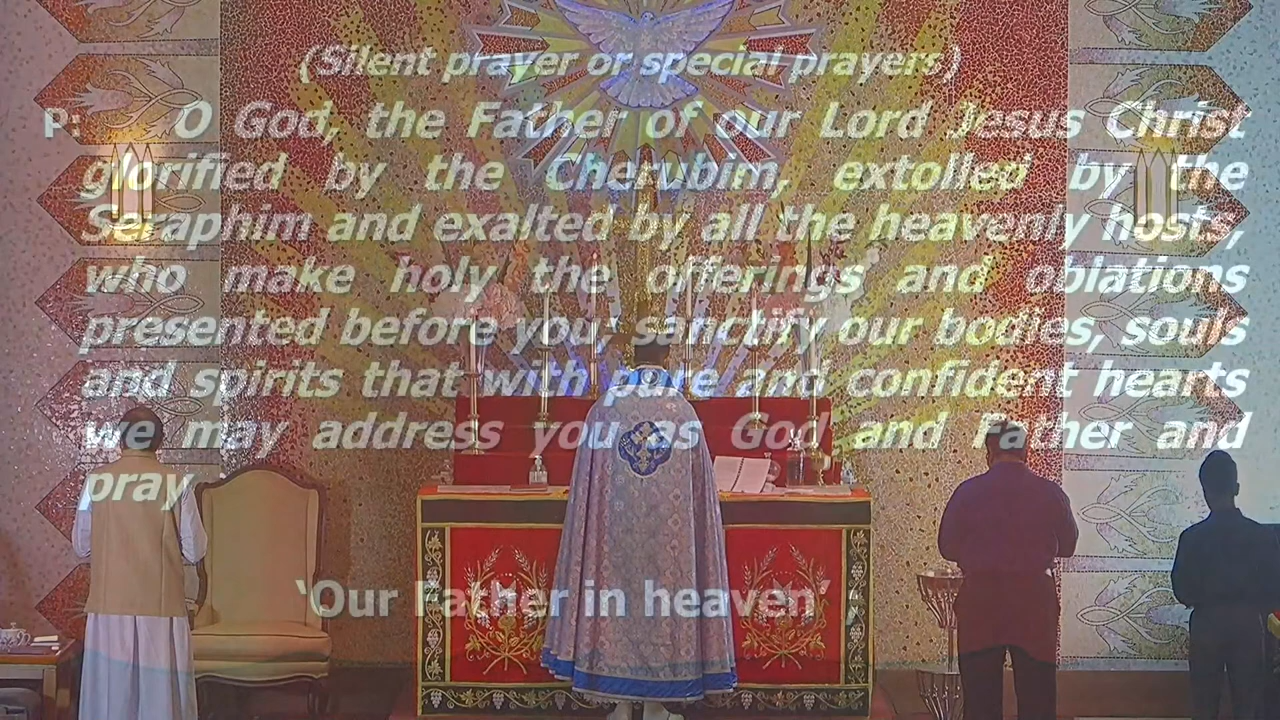 (Silent prayer or special prayers)
P: O God, the Father of our Lord Jesus Christ
glorified by the Cherubim, extolled by the
Seraphim and exalted by all the heavenly hosts,
who make holy the offerings and oblations
presented before you, sanctify our bodies, souls
and spirits that with pure and confident hearts
we may address you as God and Father and
pray
‘Our Father in heaven’